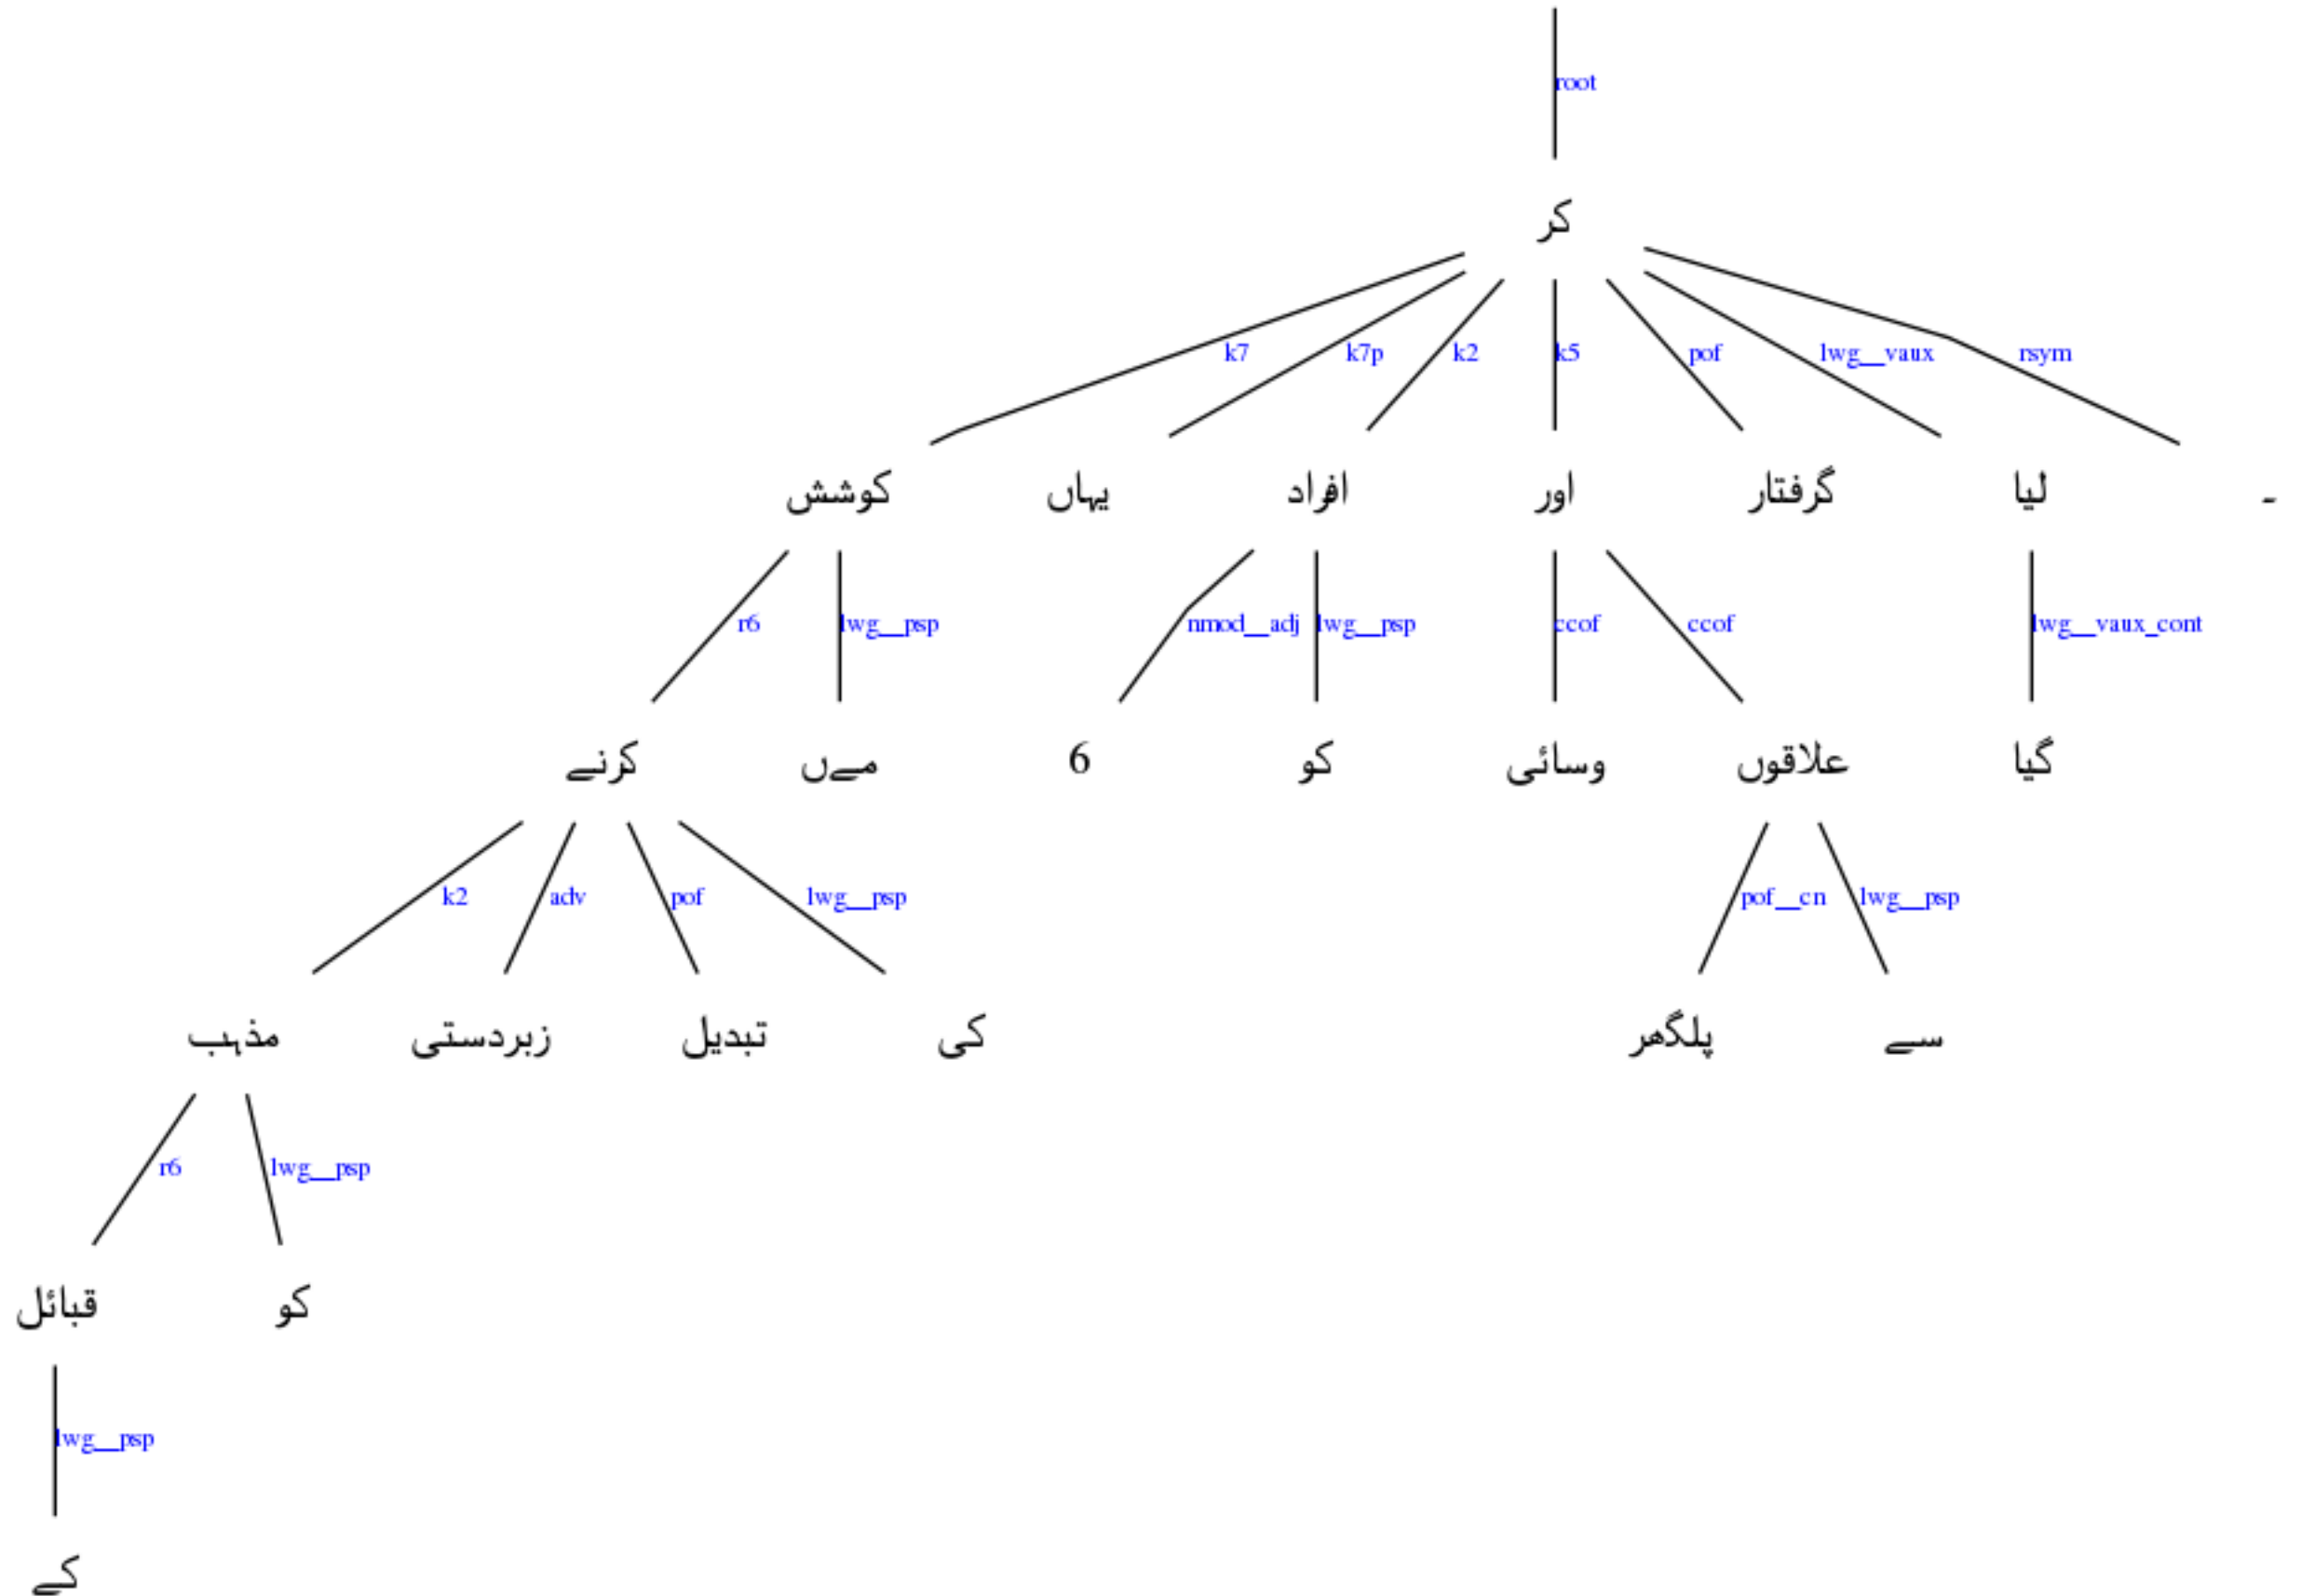 root
کر
k7 k7p k2 k5 pof lwg__vaux rsym
کوشش یہاں افراد اور گرفتار لیا ۔
r6 lwg__psp nmod__adj lwg__psp ccof ccof lwg__vaux_cont
کرنے مےں 6 کو وسائی علاقوں گیا
k2 adv pof lwg__psp pof__cn lwg__psp
مذہب زبردستی تبدیل کی پلگھر سے
r6 lwg__psp
قبائل کو
lwg__psp
کے